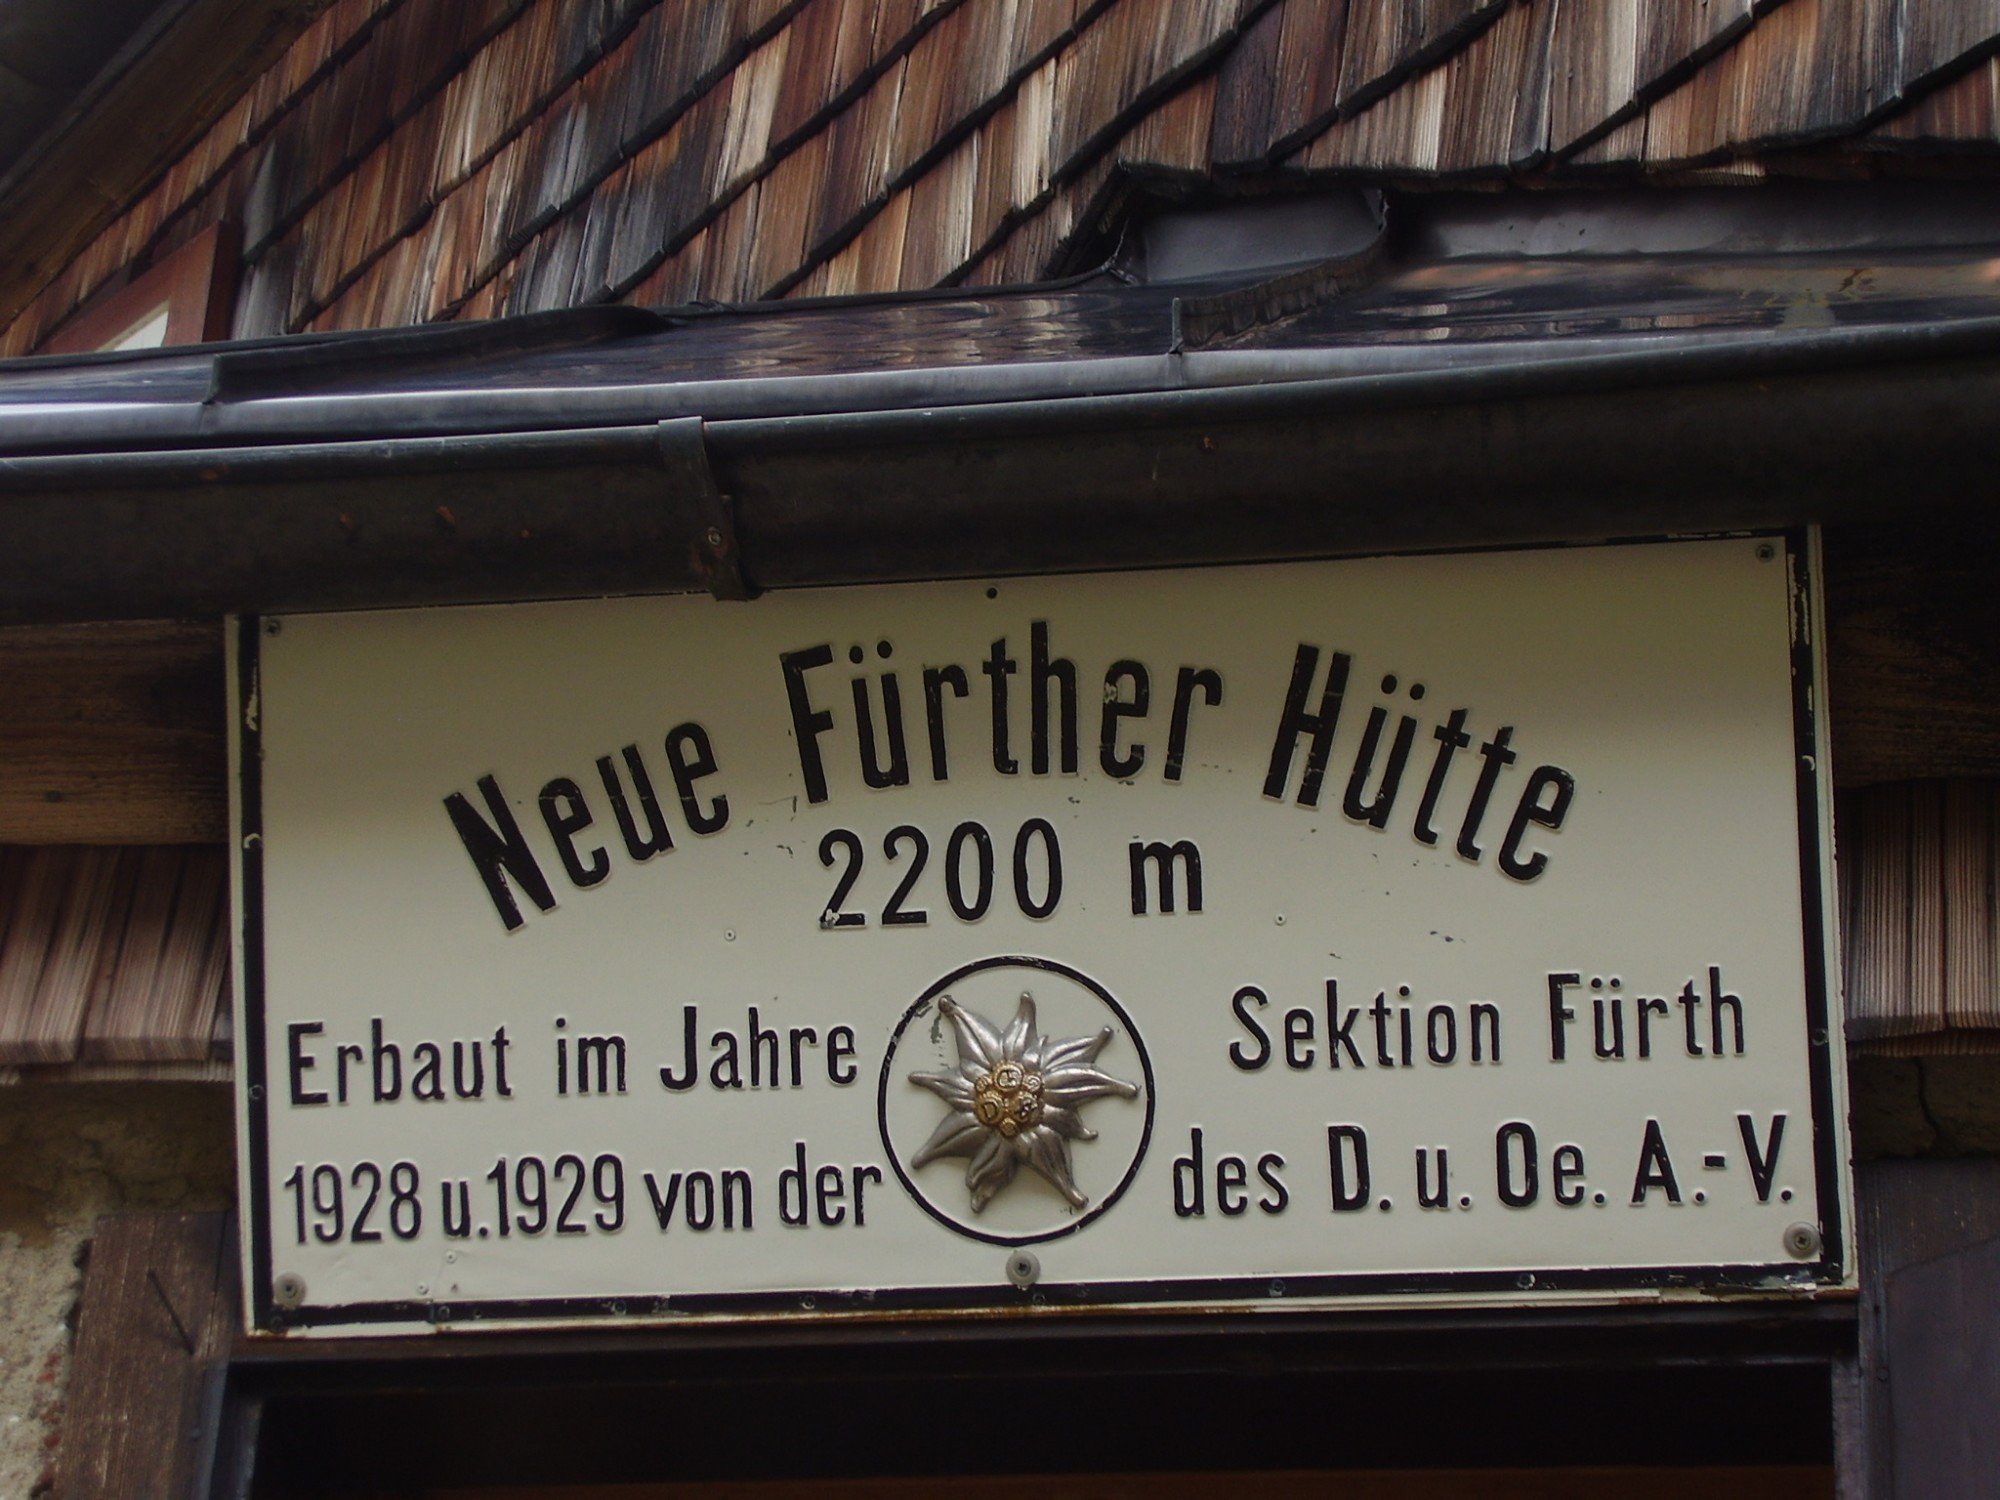 Neue Fürther Hütte
2200 m
Erbaut im Jahre
1928 u. 1929 von der
Sektion Fürth
des D. u. Oe. A.-V.